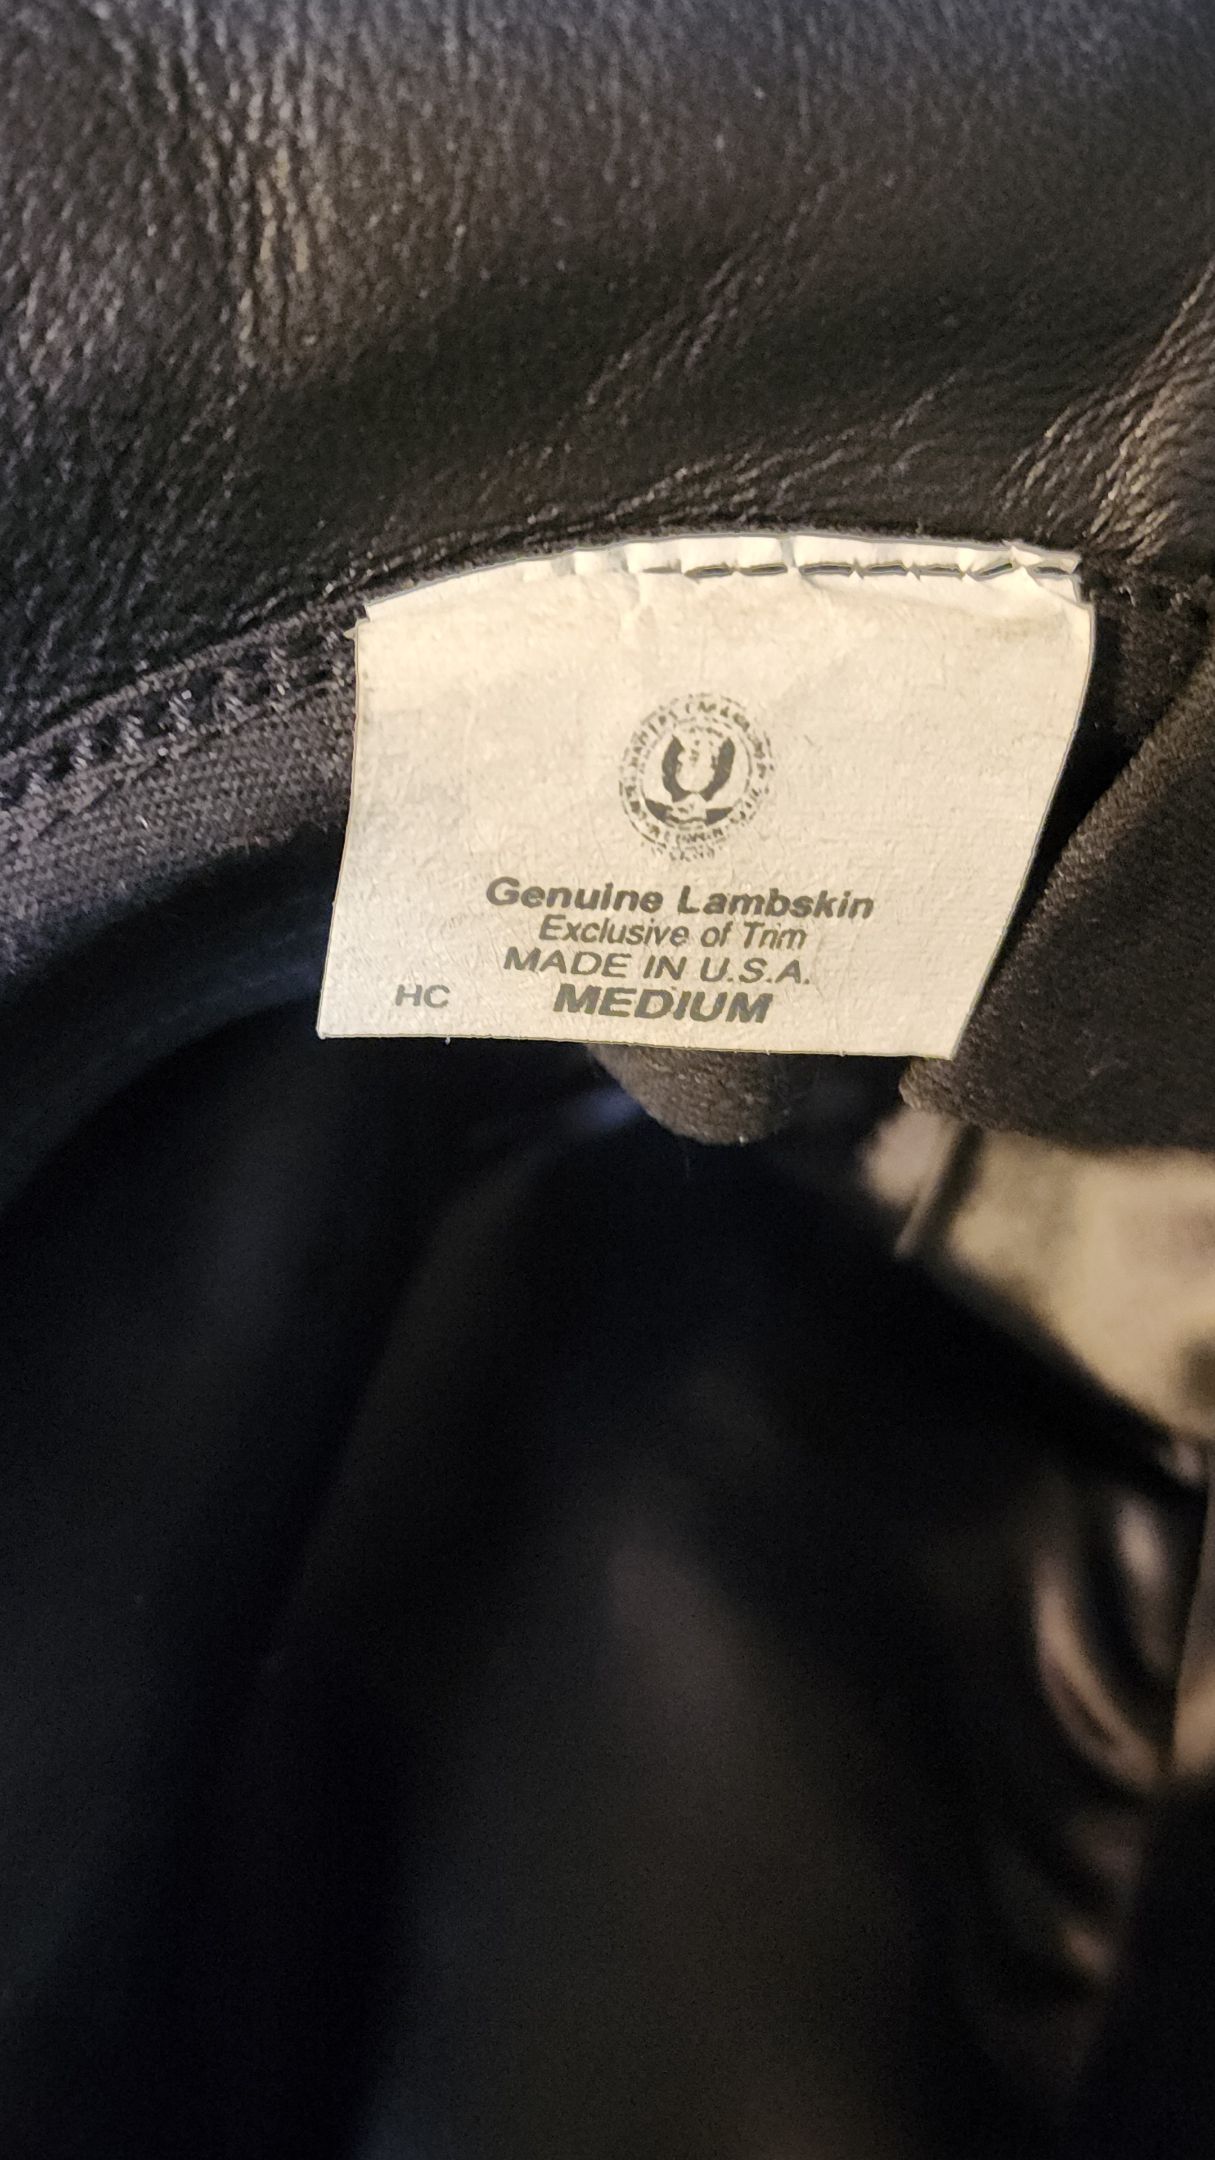 Genuine Lambskin
Exclusive of Trim
MADE IN U.S.A.
HC MEDIUM